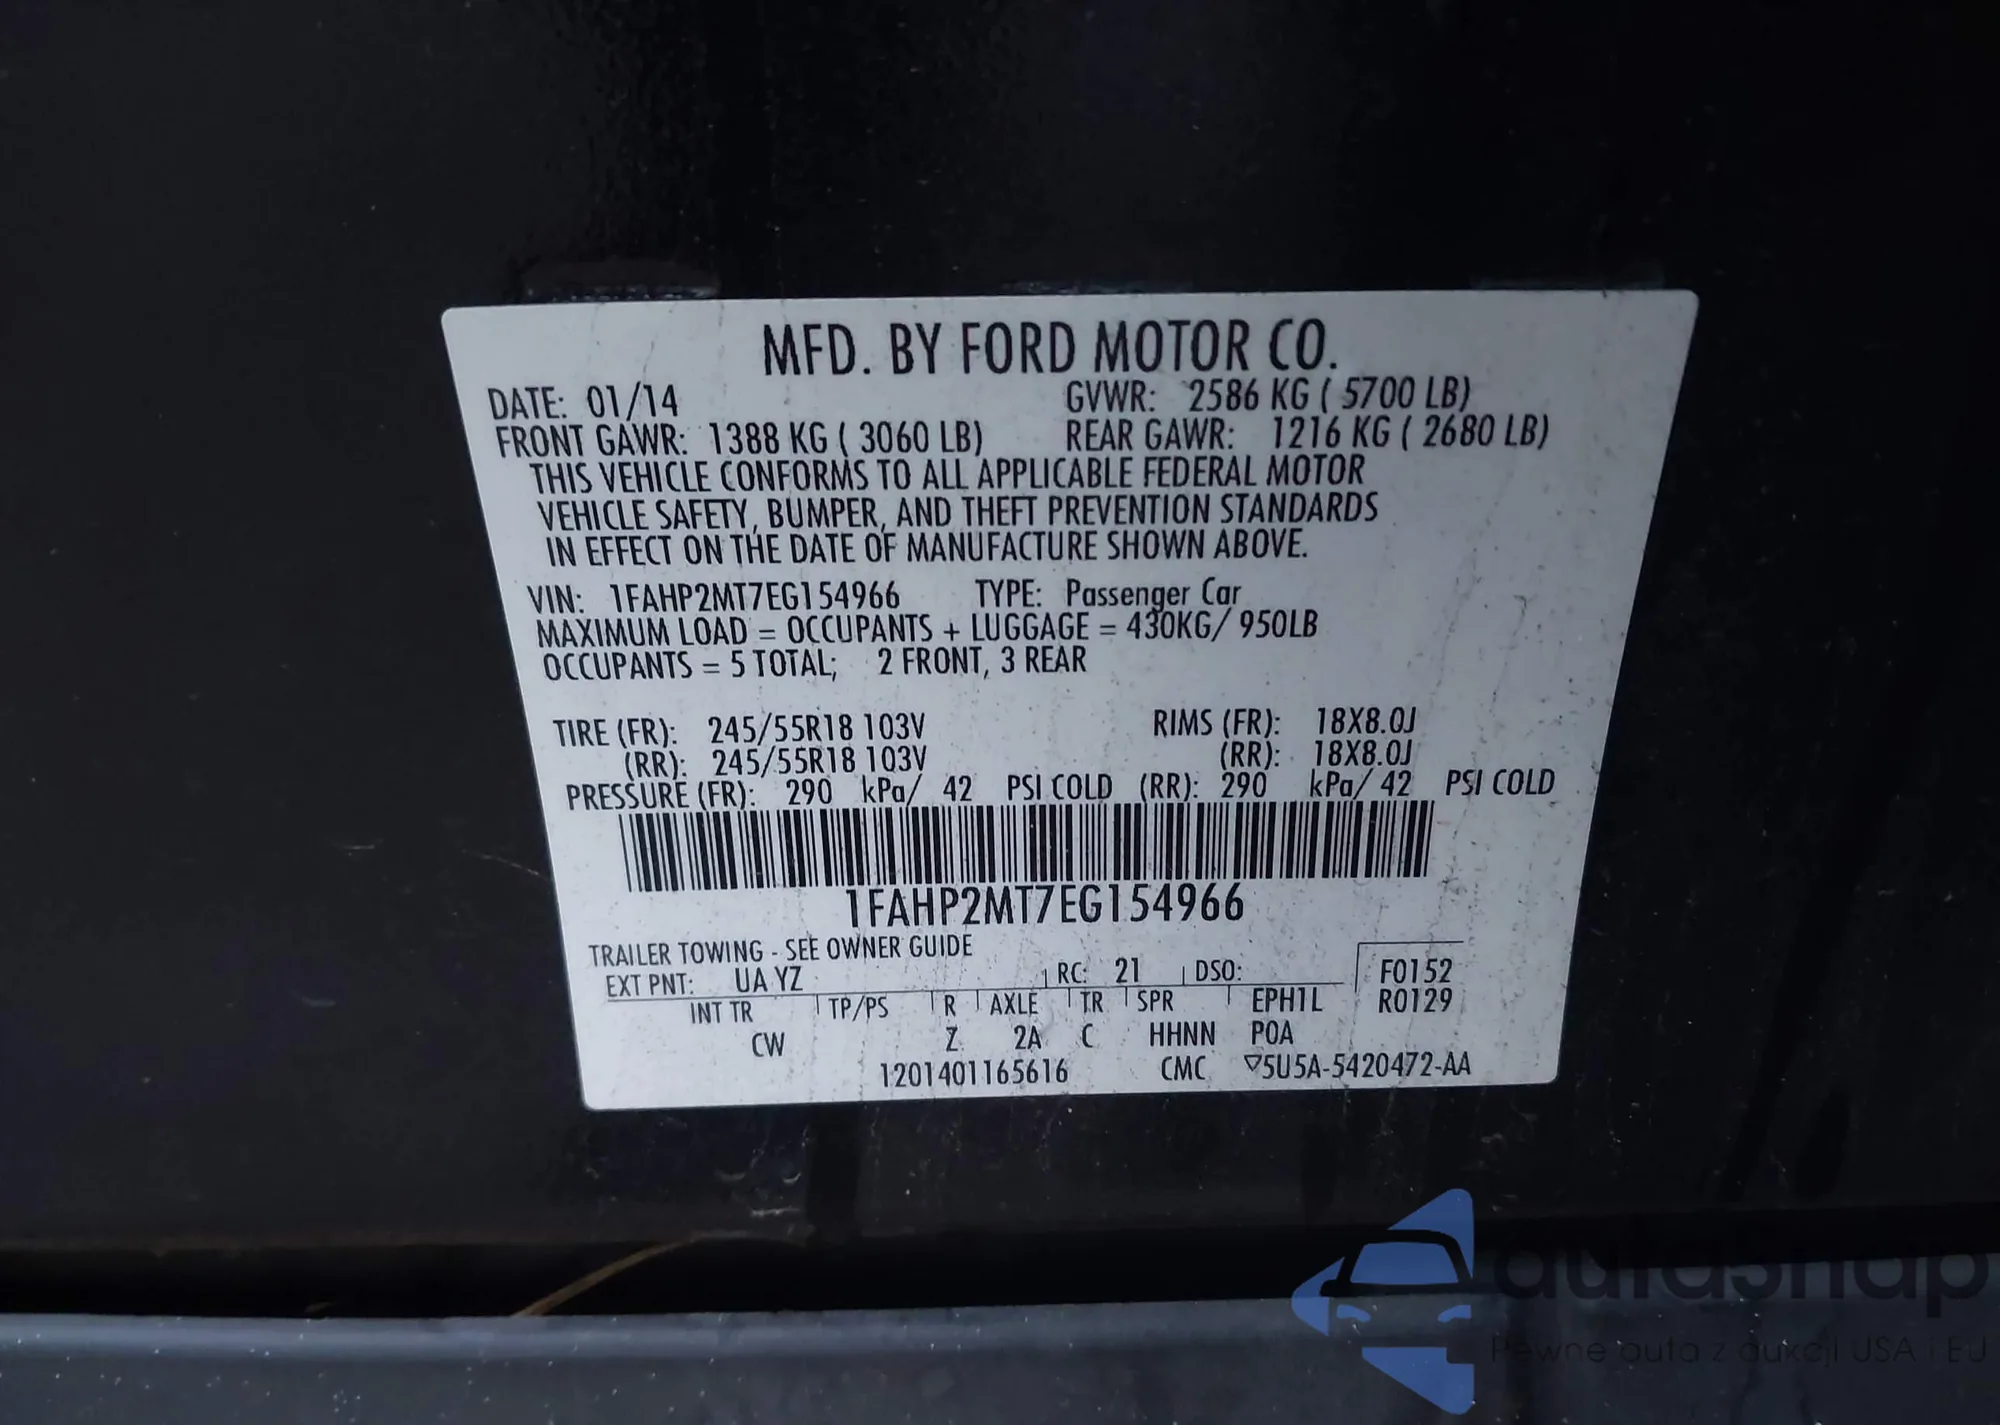 MFD. BY FORD MOTOR CO.
DATE: 01/14 GVWR: 2586 KG ( 5700 LB)
FRONT GAWR: 1388 KG ( 3060 LB) REAR GAWR: 1216 KG ( 2680 LB)
THIS VEHICLE CONFORMS TO ALL APPLICABLE FEDERAL MOTOR
VEHICLE SAFETY, BUMPER, AND THEFT PREVENTION STANDARDS
IN EFFECT ON THE DATE OF MANUFACTURE SHOWN ABOVE.
VIN: 1FAHP2MT7EG154966 TYPE: Passenger Car
MAXIMUM LOAD = OCCUPANTS + LUGGAGE = 430KG/ 950LB
OCCUPANTS = 5 TOTAL; 2 FRONT, 3 REAR
TIRE (FR): 245/55R18 103V RIMS (FR): 18X8.0J
(RR): 245/55R18 103V (RR): 18X8.0J
PRESSURE (FR): 290 kPa/ 42 PSI COLD (RR): 290 kPa/ 42 PSI COLD
1FAHP2MT7EG154966
TRAILER TOWING - SEE OWNER GUIDE
EXT PNT: UA YZ RC: 21 DSO: F0152
INT TR TP/PS R AXLE TR SPR EPH1L R0129
CW Z 2A C HHNN POA
1201401165616 CMC ▽5U5A-5420472-AA
autasnap
Pewne auta z aukcji USA i EU